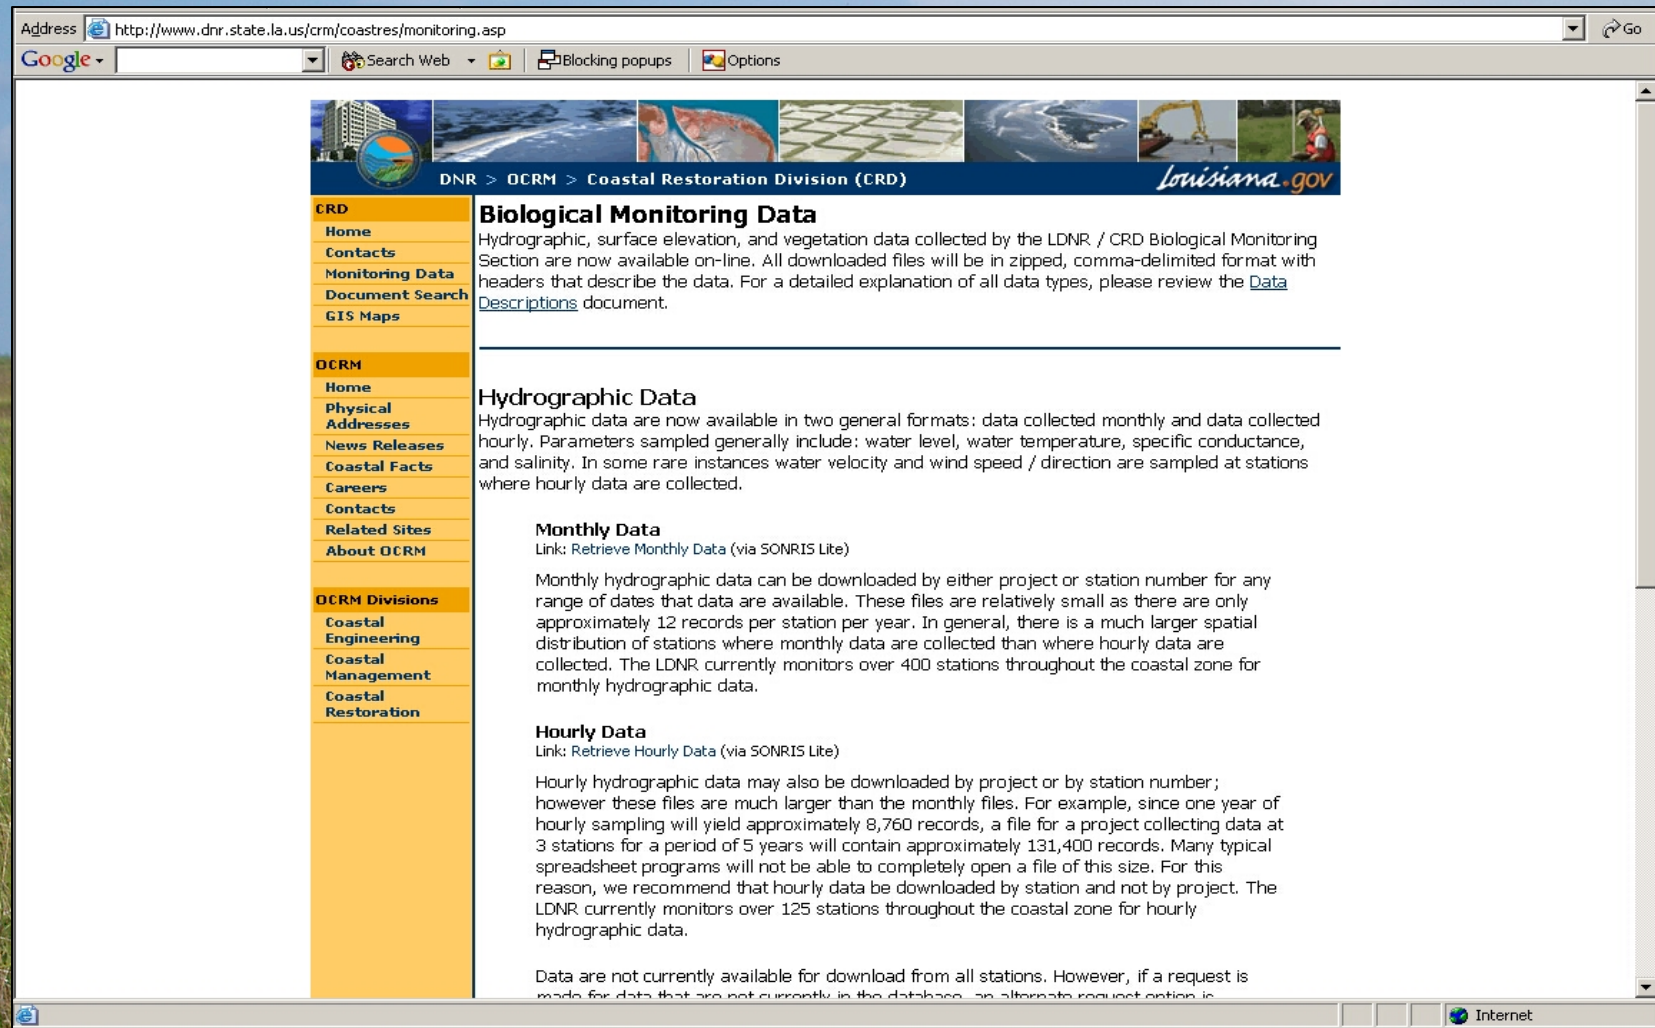 Address http://www.dnr.state.la.us/crm/coastres/monitoring.asp Go
Google Search Web Blocking popups Options
DNR > OCRM > Coastal Restoration Division (CRD) Louisiana.gov
CRD
Home
Contacts
Monitoring Data
Document Search
GIS Maps
OCRM
Home
Physical
Addresses
News Releases
Coastal Facts
Careers
Contacts
Related Sites
About OCRM
OCRM Divisions
Coastal
Engineering
Coastal
Management
Coastal
Restoration
Biological Monitoring Data
Hydrographic, surface elevation, and vegetation data collected by the LDNR / CRD Biological Monitoring
Section are now available on-line. All downloaded files will be in zipped, comma-delimited format with
headers that describe the data. For a detailed explanation of all data types, please review the Data
Descriptions document.
Hydrographic Data
Hydrographic data are now available in two general formats: data collected monthly and data collected
hourly. Parameters sampled generally include: water level, water temperature, specific conductance,
and salinity. In some rare instances water velocity and wind speed / direction are sampled at stations
where hourly data are collected.
Monthly Data
Link: Retrieve Monthly Data (via SONRIS Lite)
Monthly hydrographic data can be downloaded by either project or station number for any
range of dates that data are available. These files are relatively small as there are only
approximately 12 records per station per year. In general, there is a much larger spatial
distribution of stations where monthly data are collected than where hourly data are
collected. The LDNR currently monitors over 400 stations throughout the coastal zone for
monthly hydrographic data.
Hourly Data
Link: Retrieve Hourly Data (via SONRIS Lite)
Hourly hydrographic data may also be downloaded by project or by station number;
however these files are much larger than the monthly files. For example, since one year of
hourly sampling will yield approximately 8,760 records, a file for a project collecting data at
3 stations for a period of 5 years will contain approximately 131,400 records. Many typical
spreadsheet programs will not be able to completely open a file of this size. For this
reason, we recommend that hourly data be downloaded by station and not by project. The
LDNR currently monitors over 125 stations throughout the coastal zone for hourly
hydrographic data.
Data are not currently available for download from all stations. However, if a request is
made for data that are not currently in the database, an alternate request option is
Internet